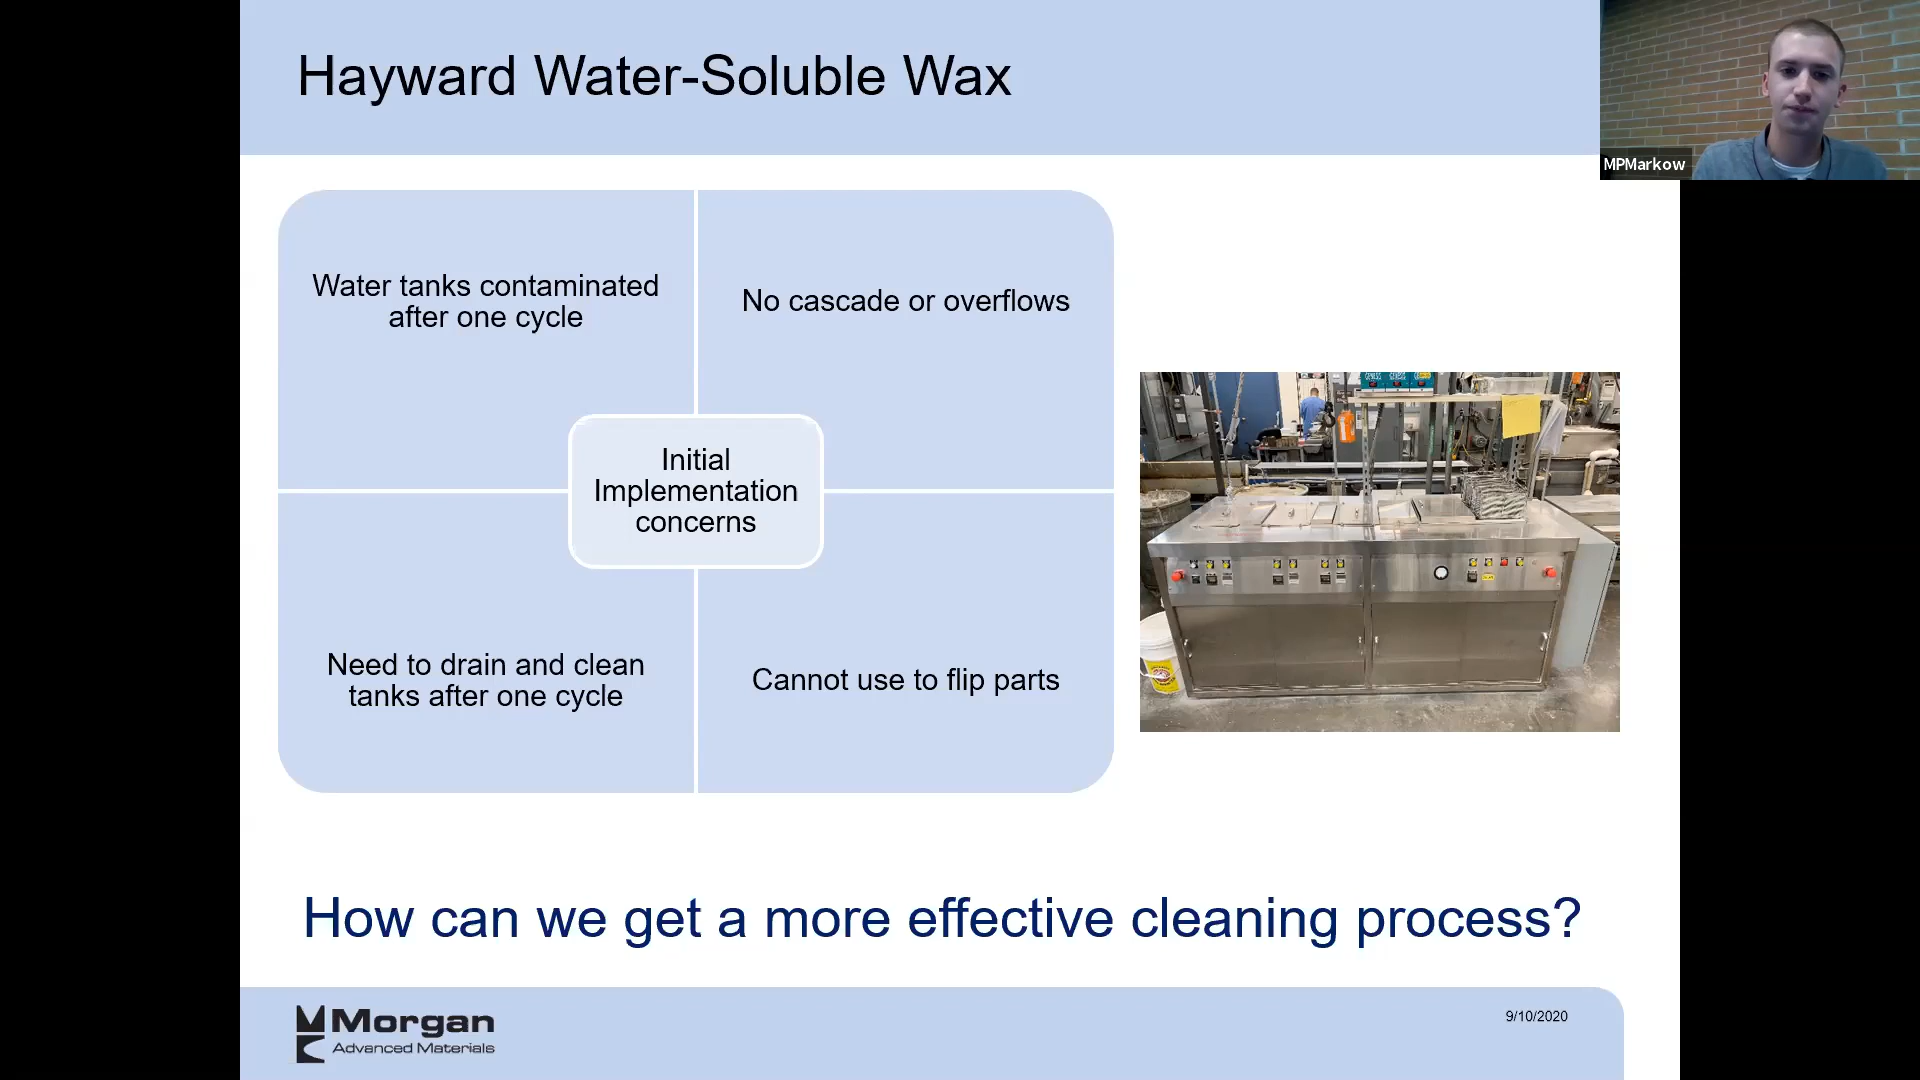 Hayward Water-Soluble Wax
MPMarkow
Water tanks contaminated
after one cycle
No cascade or overflows
Initial
Implementation
concerns
Need to drain and clean
tanks after one cycle
Cannot use to flip parts
How can we get a more effective cleaning process?
Morgan
Advanced Materials
9/10/2020